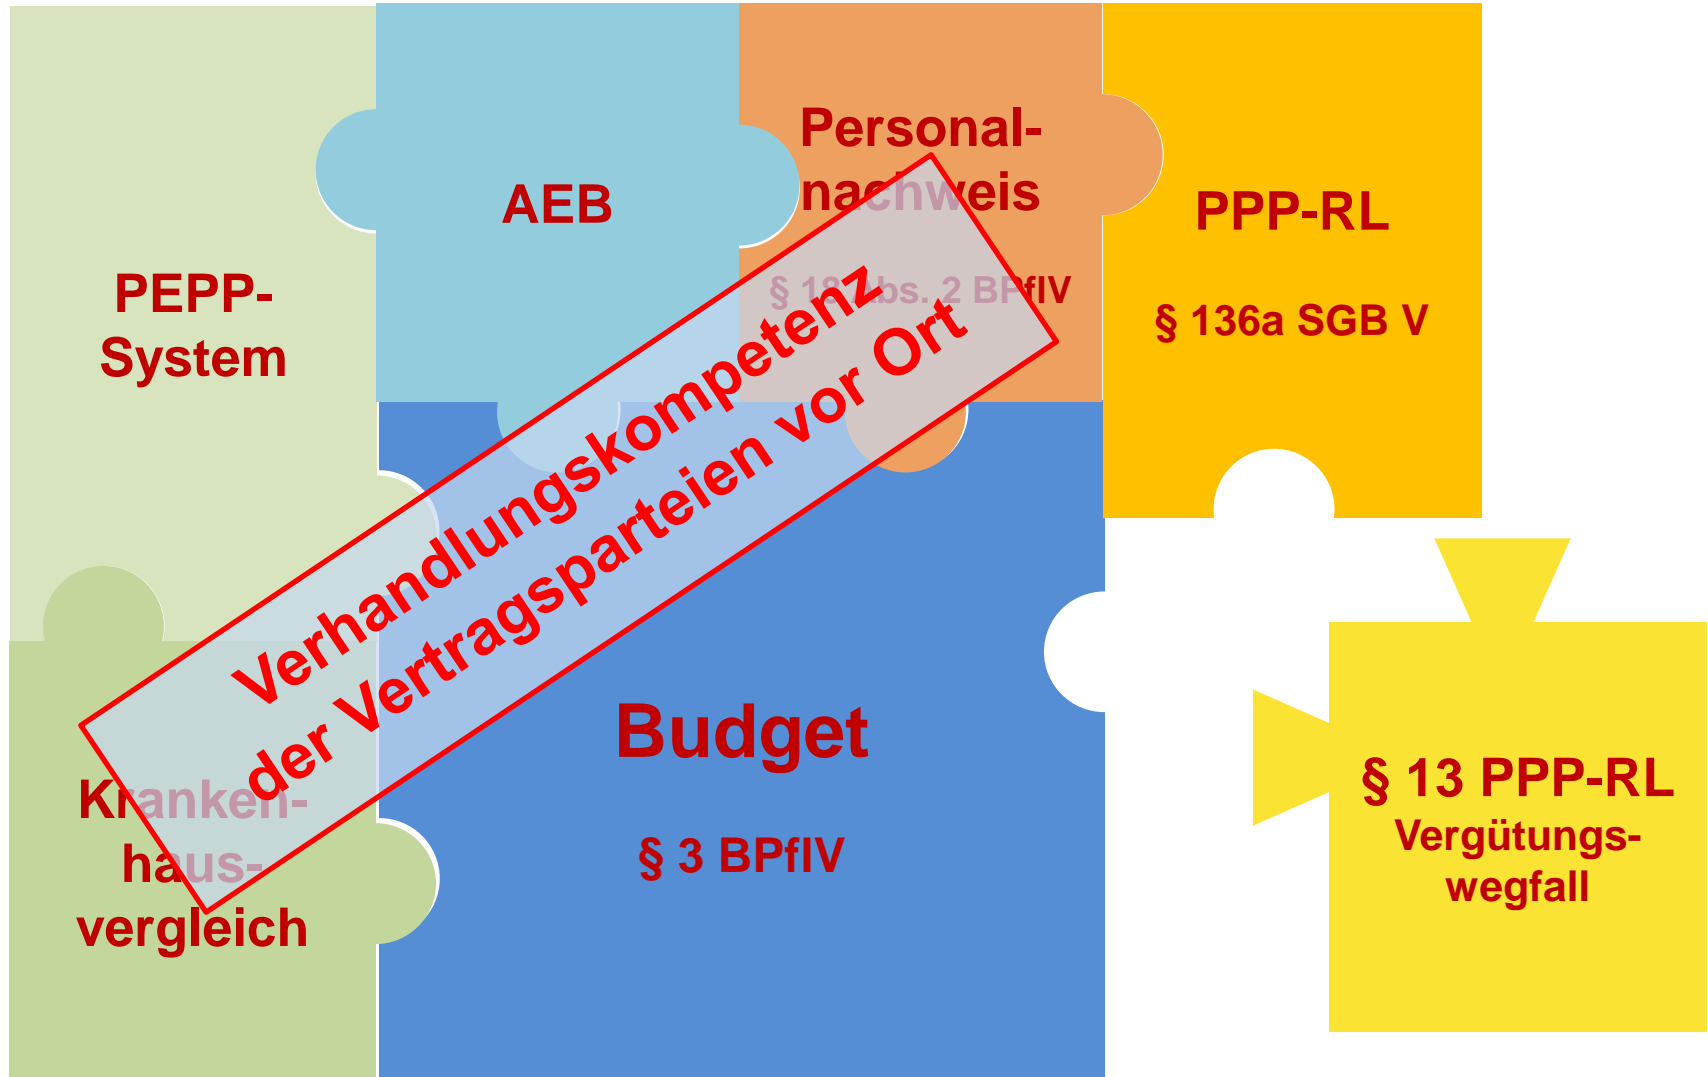 PEPP-
System
AEB
Personal-
nachweis
§ 18 Abs. 2 BPflV
PPP-RL
§ 136a SGB V
Verhandlungskompetenz
der Vertragsparteien vor Ort
Kranken-
haus-
vergleich
Budget
§ 3 BPflV
§ 13 PPP-RL
Vergütungs-
wegfall